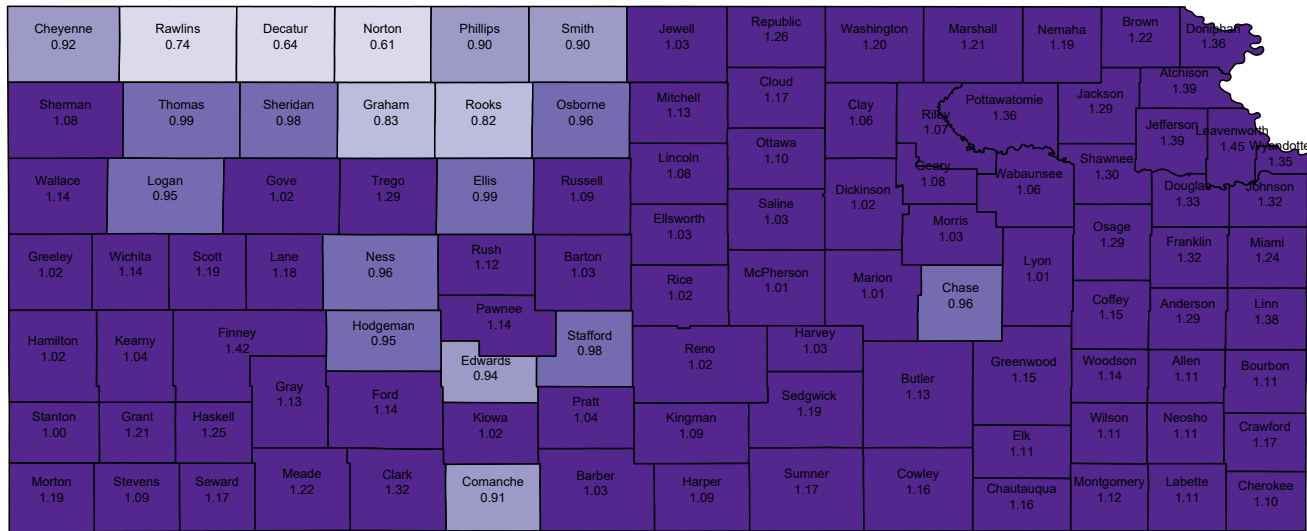 Cheyenne
0.92
Rawlins
0.74
Decatur
0.64
Norton
0.61
Phillips
0.90
Smith
0.90
Jewell
1.03
Republic
1.26
Washington
1.20
Marshall
1.21
Nemaha
1.19
Brown
1.22
Doniphan
1.36
Sherman
1.08
Thomas
0.99
Sheridan
0.98
Graham
0.83
Rooks
0.82
Osborne
0.96
Mitchell
1.13
Cloud
1.17
Clay
1.06
Riley
1.07
Pottawatomie
1.36
Jackson
1.29
Atchison
1.39
Jefferson
1.39
Leavenworth
1.45
Wyandotte
1.35
Wallace
1.14
Logan
0.95
Gove
1.02
Trego
1.29
Ellis
0.99
Russell
1.09
Lincoln
1.08
Ottawa
1.10
Saline
1.03
Dickinson
1.02
Geary
1.08
Wabaunsee
1.06
Shawnee
1.30
Douglas
1.33
Johnson
1.32
Greeley
1.02
Wichita
1.14
Scott
1.19
Lane
1.18
Ness
0.96
Rush
1.12
Barton
1.03
Ellsworth
1.03
Rice
1.02
McPherson
1.01
Marion
1.01
Morris
1.03
Chase
0.96
Lyon
1.01
Osage
1.29
Franklin
1.32
Miami
1.24
Hamilton
1.02
Kearny
1.04
Finney
1.42
Hodgeman
0.95
Pawnee
1.14
Edwards
0.94
Stafford
0.98
Reno
1.02
Harvey
1.03
Butler
1.13
Greenwood
1.15
Coffey
1.15
Anderson
1.29
Linn
1.38
Woodson
1.14
Allen
1.11
Bourbon
1.11
Gray
1.13
Ford
1.14
Kiowa
1.02
Pratt
1.04
Kingman
1.09
Sedgwick
1.19
Stanton
1.00
Grant
1.21
Haskell
1.25
Elk
1.11
Wilson
1.11
Neosho
1.11
Crawford
1.17
Morton
1.19
Stevens
1.09
Seward
1.17
Meade
1.22
Clark
1.32
Comanche
0.91
Barber
1.03
Harper
1.09
Sumner
1.17
Cowley
1.16
Chautauqua
1.16
Montgomery
1.12
Labette
1.11
Cherokee
1.10